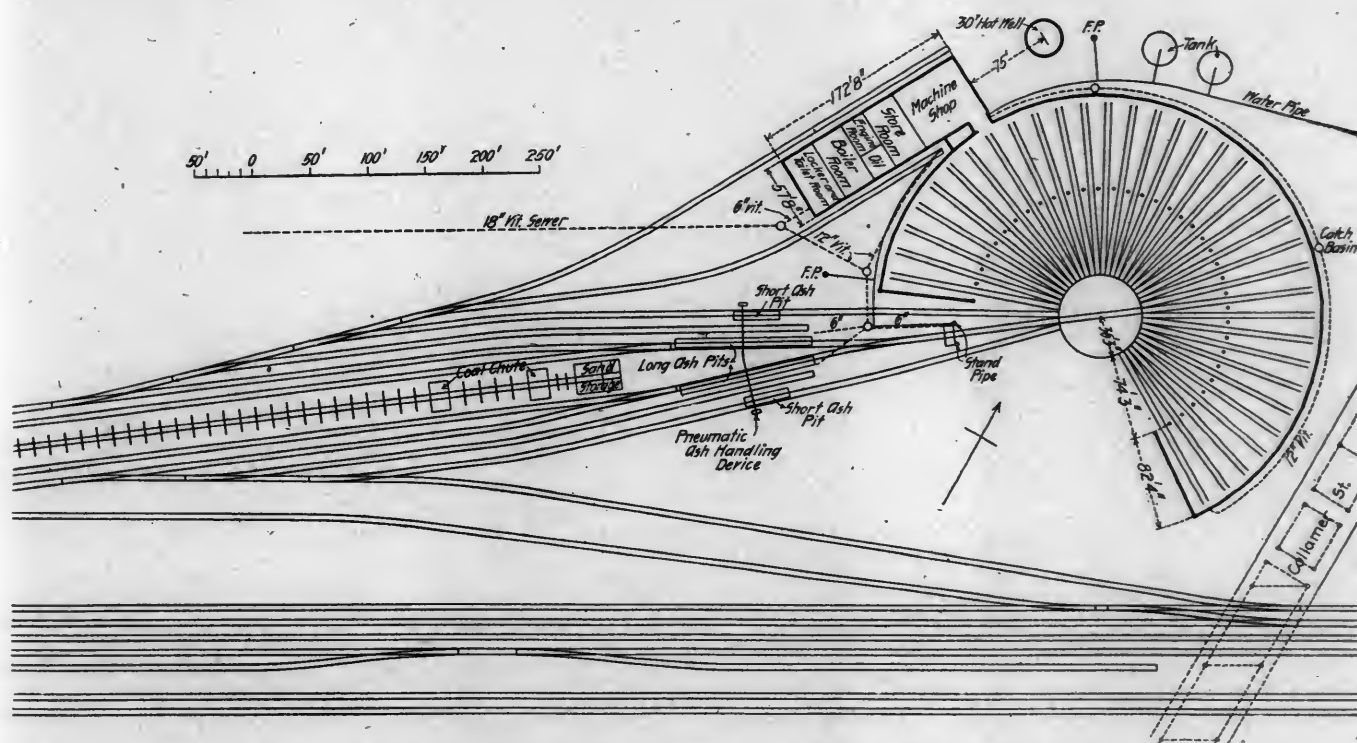 30" Hot Well
F.P.
Tank
75'
172'8"
Machine
Shop
Water Pipe
Store
Room
Engine
Room
Oil
Boiler
Room
Locker and
Toilet Room
50' 0 50' 100' 150' 200' 250'
57'8"
6" Vit.
18" Vit. Sewer
12" Vit.
Catch
Basin
F.P.
Short Ash
Pit
6"
6"
Coal Chute
Sand
Storage
Long Ash Pits
Stand
Pipe
Short Ash
Pit
74'3"
Pneumatic
Ash Handling
Device
82'4"
12" Vit.
Collamer
St.